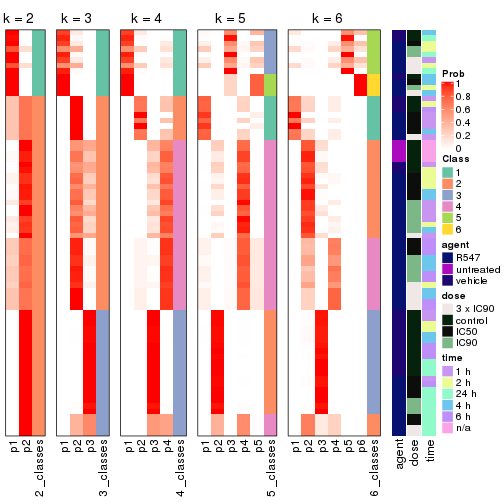 k = 2
k = 3
k = 4
k = 5
k = 6
p1
p2
2_classes
p1
p2
p3
3_classes
p1
p2
p3
p4
4_classes
p1
p2
p3
p4
p5
5_classes
p1
p2
p3
p4
p5
p6
6_classes
agent
dose
time
Prob
1
0.8
0.6
0.4
0.2
0
Class
1
2
3
4
5
6
agent
R547
untreated
vehicle
dose
3 x IC90
control
IC50
IC90
time
1 h
2 h
24 h
4 h
6 h
n/a